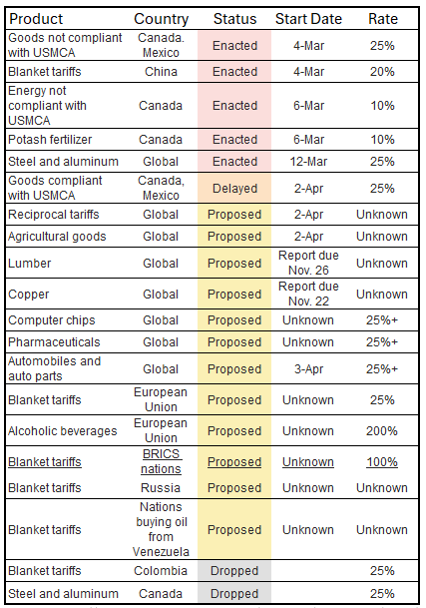 Product Country Status Start Date Rate
Goods not compliant with USMCA Canada. Mexico Enacted 4-Mar 25%
Blanket tariffs China Enacted 4-Mar 20%
Energy not compliant with USMCA Canada Enacted 6-Mar 10%
Potash fertilizer Canada Enacted 6-Mar 10%
Steel and aluminum Global Enacted 12-Mar 25%
Goods compliant with USMCA Canada, Mexico Delayed 2-Apr 25%
Reciprocal tariffs Global Proposed 2-Apr Unknown
Agricultural goods Global Proposed 2-Apr Unknown
Lumber Global Proposed Report due Nov. 26 Unknown
Copper Global Proposed Report due Nov. 22 Unknown
Computer chips Global Proposed Unknown 25%+
Pharmaceuticals Global Proposed Unknown 25%+
Automobiles and auto parts Global Proposed 3-Apr 25%+
Blanket tariffs European Union Proposed Unknown 25%
Alcoholic beverages European Union Proposed Unknown 200%
Blanket tariffs BRICS nations Proposed Unknown 100%
Blanket tariffs Russia Proposed Unknown Unknown
Blanket tariffs Nations buying oil from Venezuela Proposed Unknown Unknown
Blanket tariffs Colombia Dropped 25%
Steel and aluminum Canada Dropped 25%